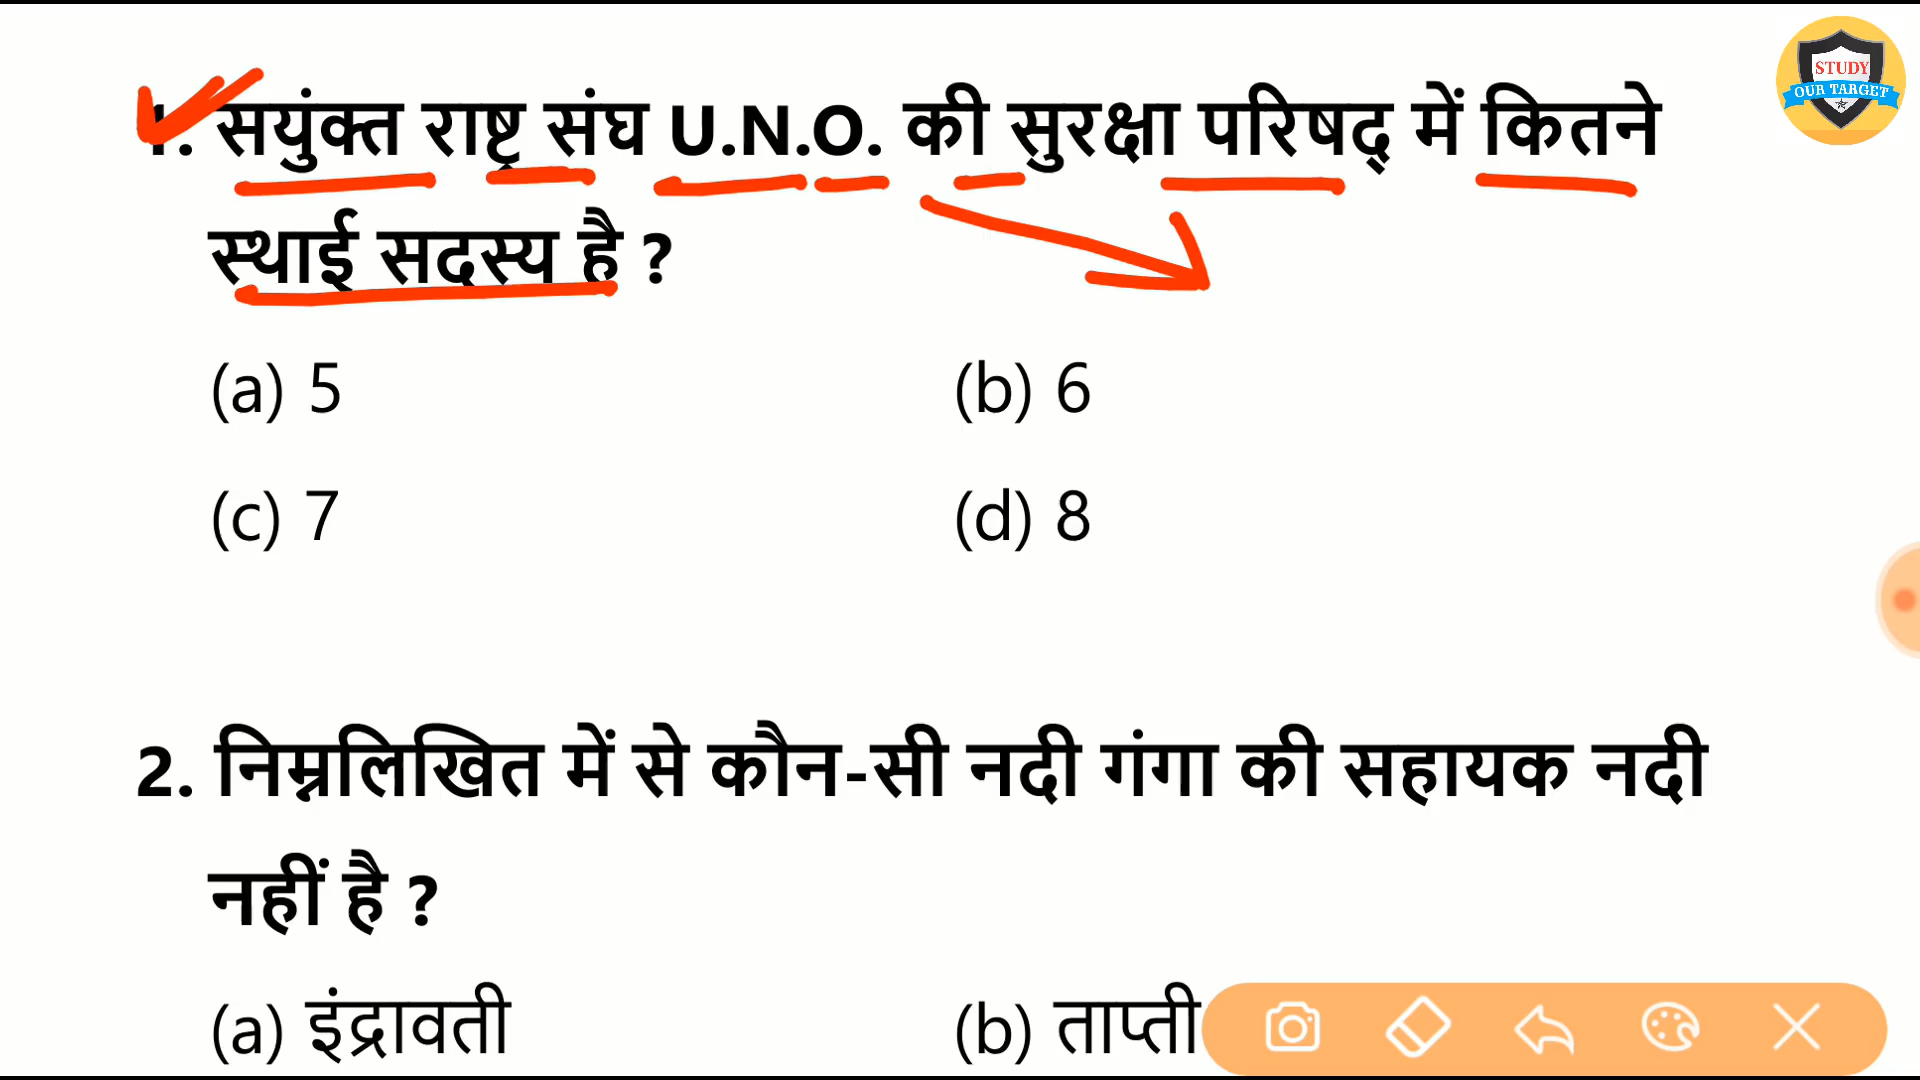 STUDY
OUR TARGET
1. सयुंक्त राष्ट्र संघ U.N.O. की सुरक्षा परिषद् में कितने
स्थाई सदस्य है ?
(a) 5 (b) 6
(c) 7 (d) 8
2. निम्नलिखित में से कौन-सी नदी गंगा की सहायक नदी
नहीं है ?
(a) इंद्रावती (b) ताप्ती